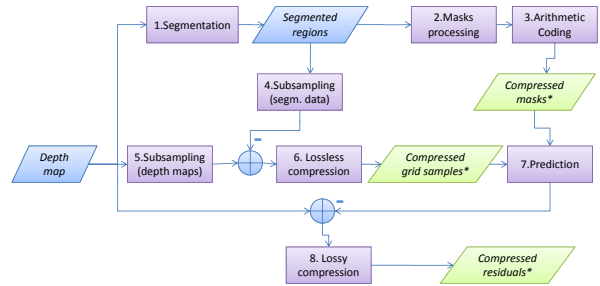 1.Segmentation
Segmented
regions
2.Masks
processing
3.Arithmetic
Coding
4.Subsampling
(segm. data)
Compressed
masks*
Depth
map
5.Subsampling
(depth maps)
6. Lossless
compression
Compressed
grid samples*
7.Prediction
8. Lossy
compression
Compressed
residuals*